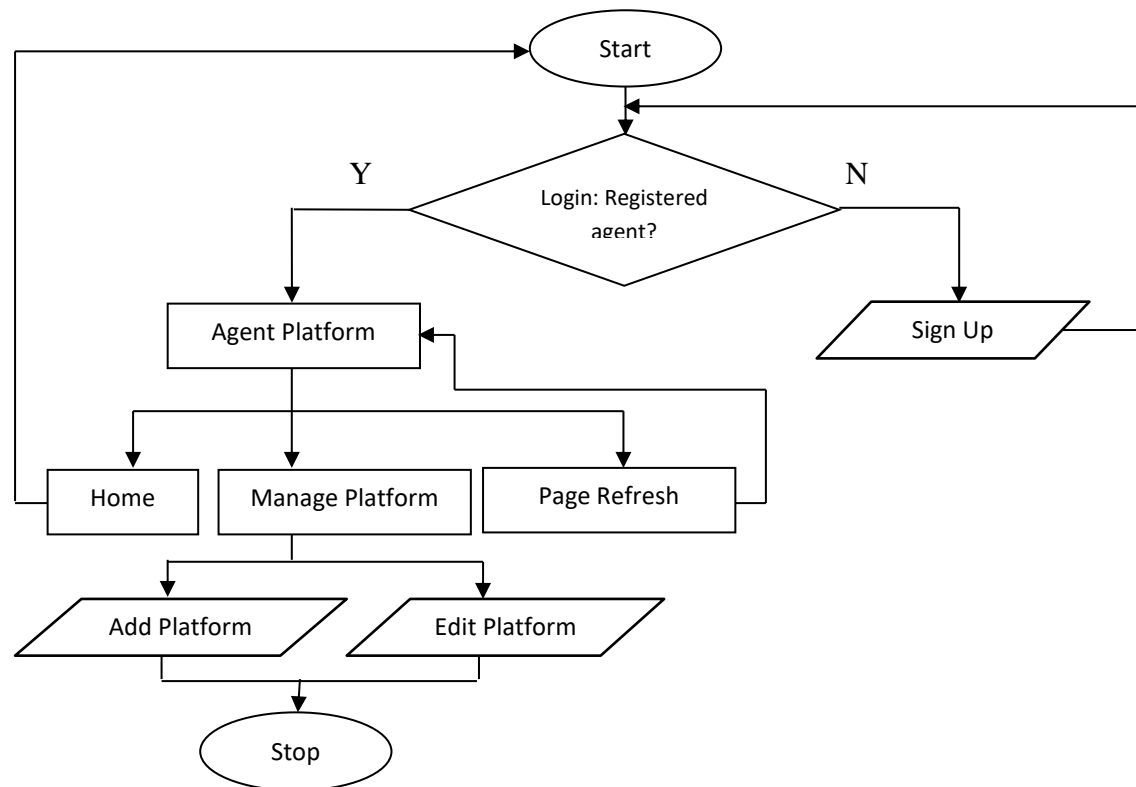 Start
Y
N
Login: Registered
agent?
Agent Platform
Sign Up
Home
Manage Platform
Page Refresh
Add Platform
Edit Platform
Stop